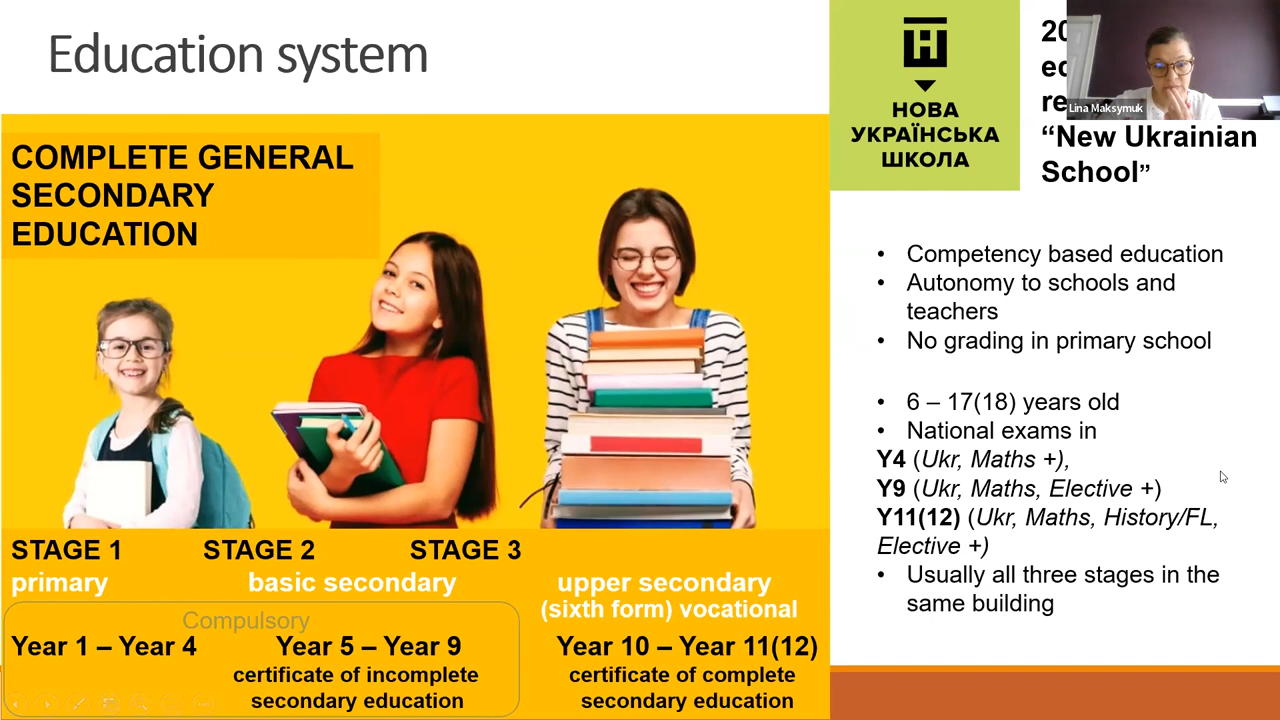 Education system
COMPLETE GENERAL
SECONDARY
EDUCATION
STAGE 1
STAGE 2
STAGE 3
primary
basic secondary
upper secondary
(sixth form) vocational
Compulsory
Year 1 – Year 4
Year 5 – Year 9
Year 10 – Year 11(12)
certificate of incomplete
secondary education
certificate of complete
secondary education
НОВА
УКРАЇНСЬКА
ШКОЛА
Lina Maksymuk
“New Ukrainian
School”
• Competency based education
• Autonomy to schools and
teachers
• No grading in primary school
• 6 – 17(18) years old
• National exams in
Y4 (Ukr, Maths +),
Y9 (Ukr, Maths, Elective +)
Y11(12) (Ukr, Maths, History/FL,
Elective +)
• Usually all three stages in the
same building